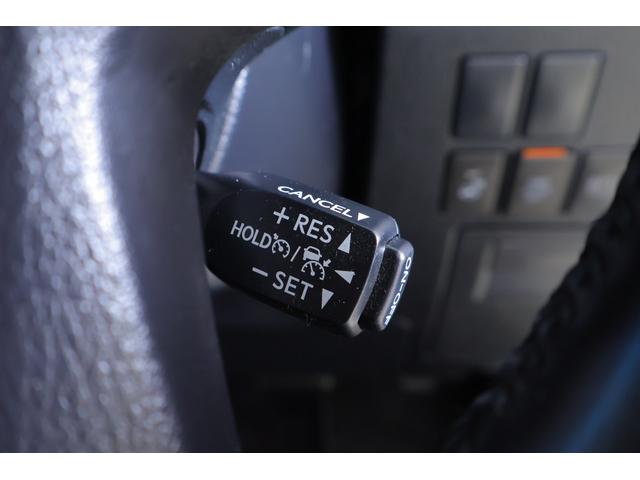 CANCEL▼
+ RES ▲
HOLD / ◀
− SET ▼
ON·OFF